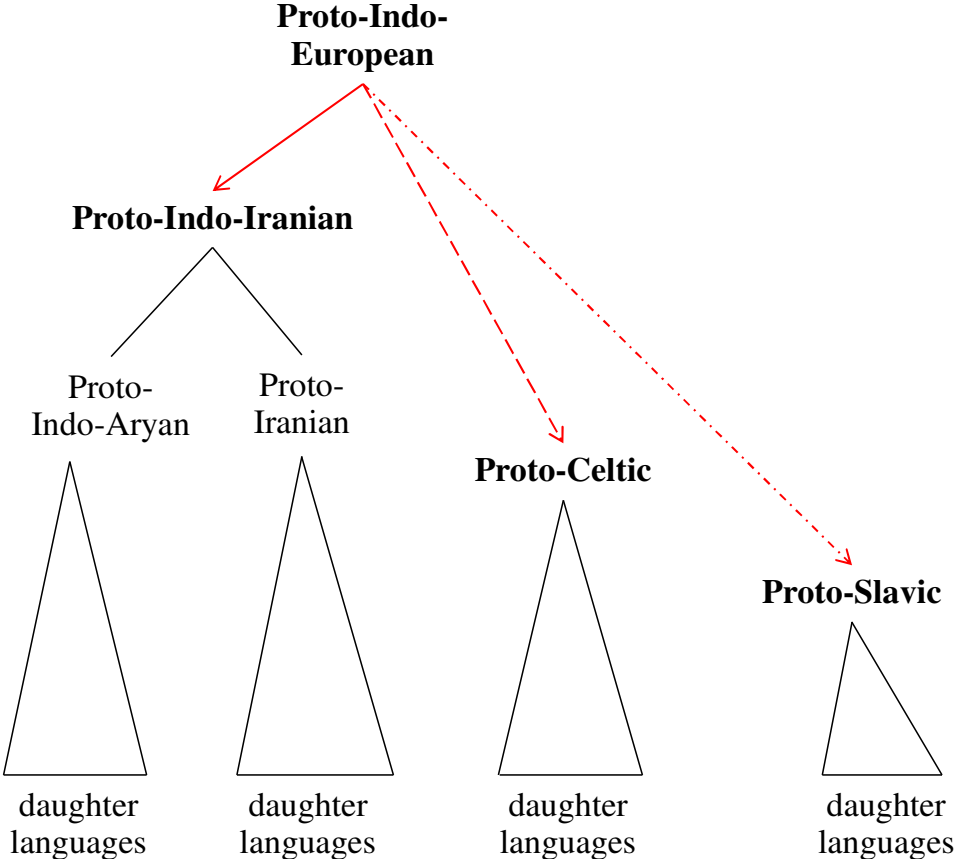 Proto-Indo-
European
Proto-Indo-Iranian
Proto-
Indo-Aryan
Proto-
Iranian
Proto-Celtic
Proto-Slavic
daughter
languages
daughter
languages
daughter
languages
daughter
languages